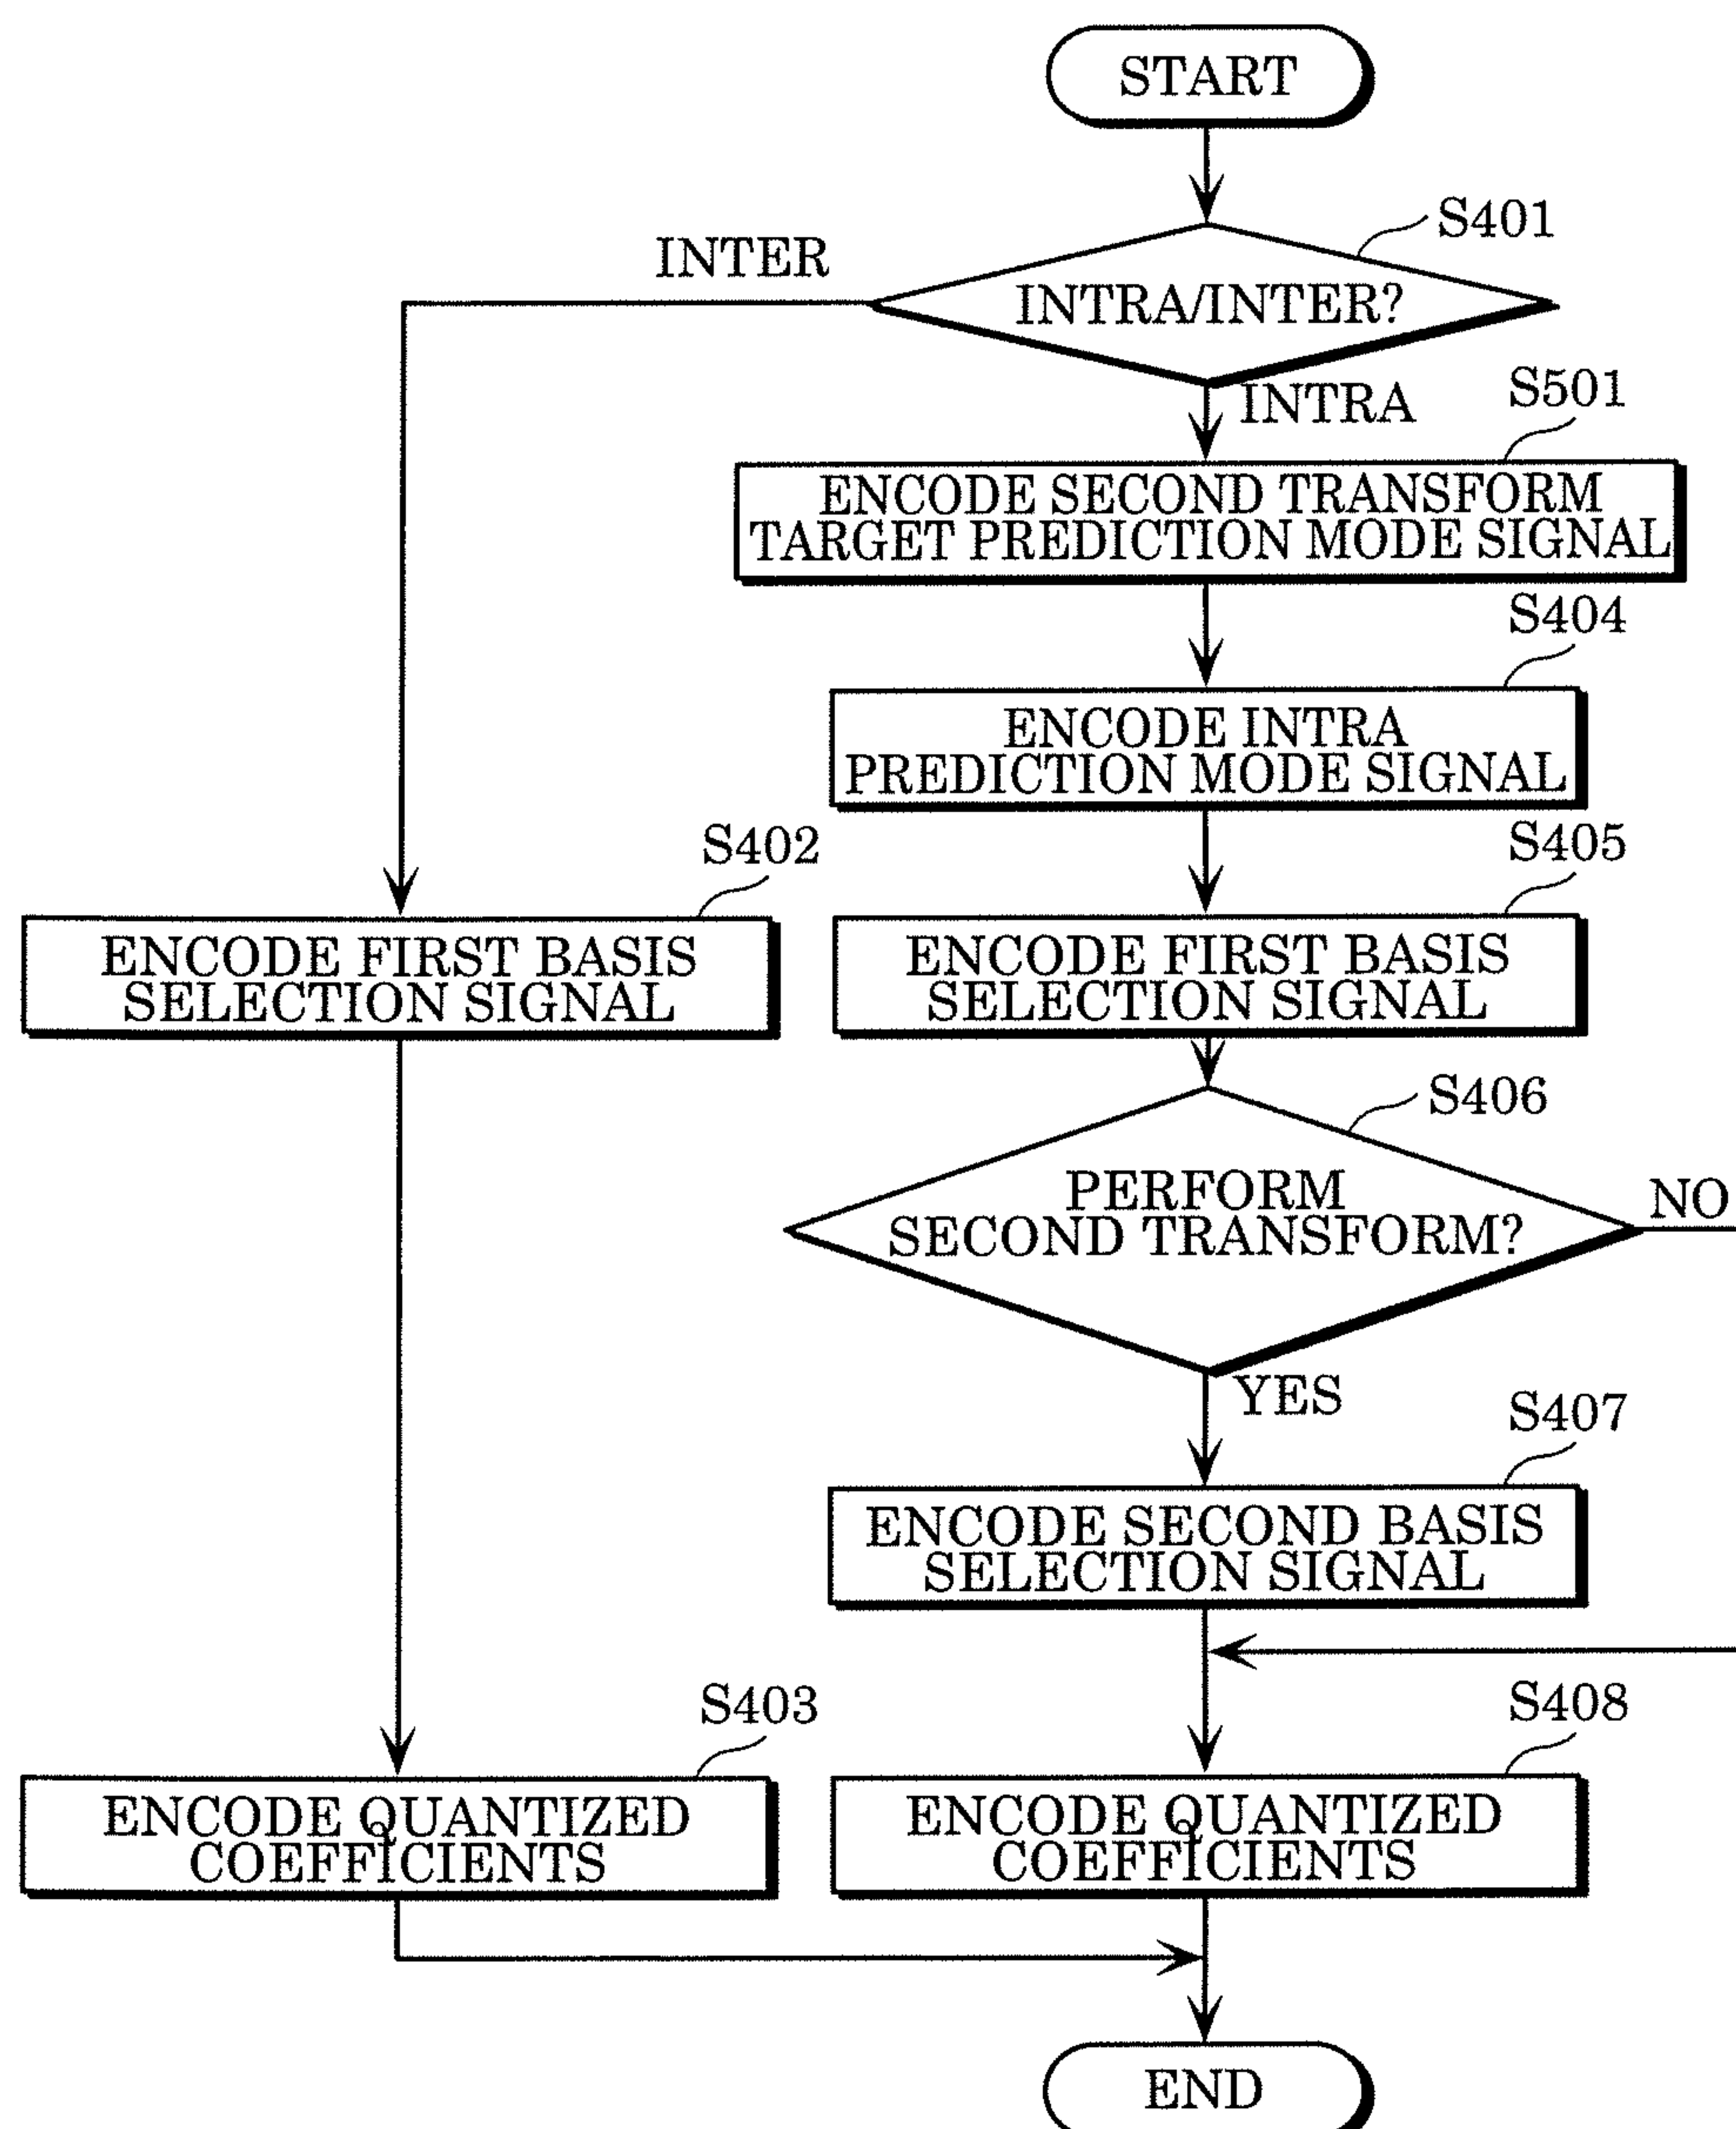 START
S401
INTER
INTRA/INTER?
INTRA
S501
ENCODE SECOND TRANSFORM
TARGET PREDICTION MODE SIGNAL
S404
ENCODE INTRA
PREDICTION MODE SIGNAL
S402
S405
ENCODE FIRST BASIS
SELECTION SIGNAL
ENCODE FIRST BASIS
SELECTION SIGNAL
S406
PERFORM
SECOND TRANSFORM?
NO
YES
S407
ENCODE SECOND BASIS
SELECTION SIGNAL
S403
S408
ENCODE QUANTIZED
COEFFICIENTS
ENCODE QUANTIZED
COEFFICIENTS
END